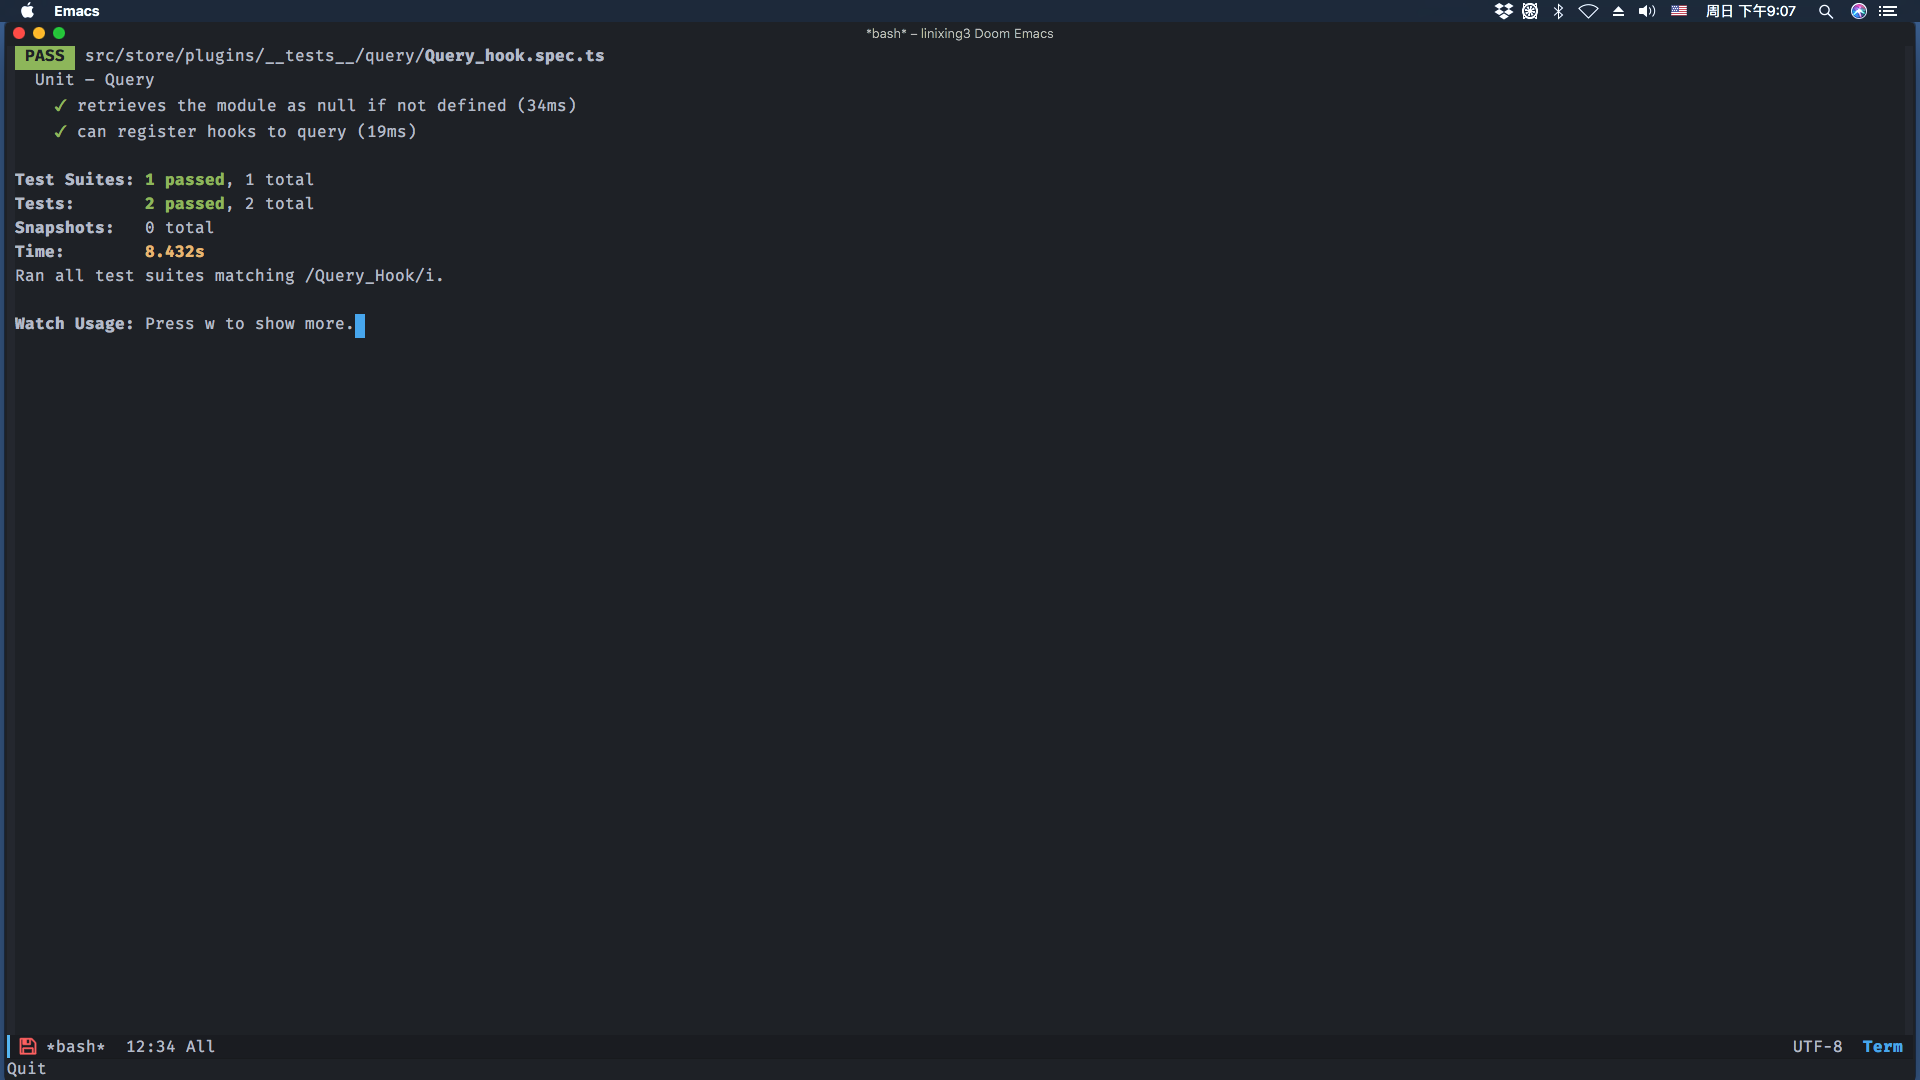 Emacs
周日 下午9:07
*bash* – linixing3 Doom Emacs
PASS src/store/plugins/__tests__/query/Query_hook.spec.ts
Unit – Query
✓ retrieves the module as null if not defined (34ms)
✓ can register hooks to query (19ms)
Test Suites: 1 passed, 1 total
Tests: 2 passed, 2 total
Snapshots: 0 total
Time: 8.432s
Ran all test suites matching /Query_Hook/i.
Watch Usage: Press w to show more.
*bash* 12:34 All UTF-8 Term
Quit